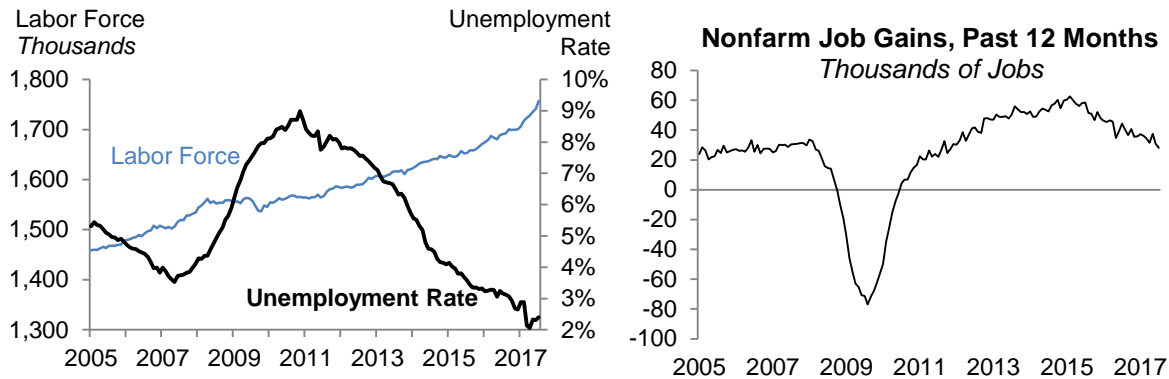 Labor Force
Thousands
Unemployment
Rate
1,800
1,700
1,600
1,500
1,400
1,300
10%
9%
8%
7%
6%
5%
4%
3%
2%
Labor Force
Unemployment Rate
2005 2007 2009 2011 2013 2015 2017
Nonfarm Job Gains, Past 12 Months
Thousands of Jobs
80
60
40
20
0
-20
-40
-60
-80
-100
2005 2007 2009 2011 2013 2015 2017